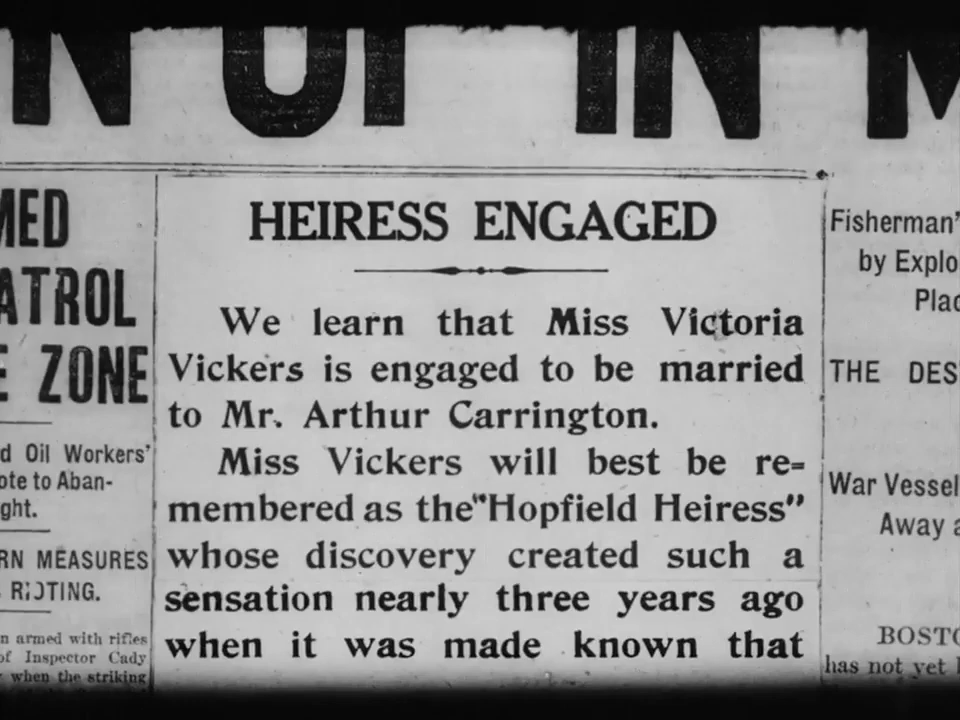 UP IN
MED
ATROL
E ZONE
d Oil Workers'
ote to Aban-
ght.
RN MEASURES
RIOTING.
n armed with rifles
of Inspector Cady
when the striking
HEIRESS ENGAGED
We learn that Miss Victoria
Vickers is engaged to be married
to Mr. Arthur Carrington.
Miss Vickers will best be re=
membered as the "Hopfield Heiress"
whose discovery created such a
sensation nearly three years ago
when it was made known that
Fisherman'
by Explo
Plac
THE DES
War Vessel
Away a
BOSTO
has not yet